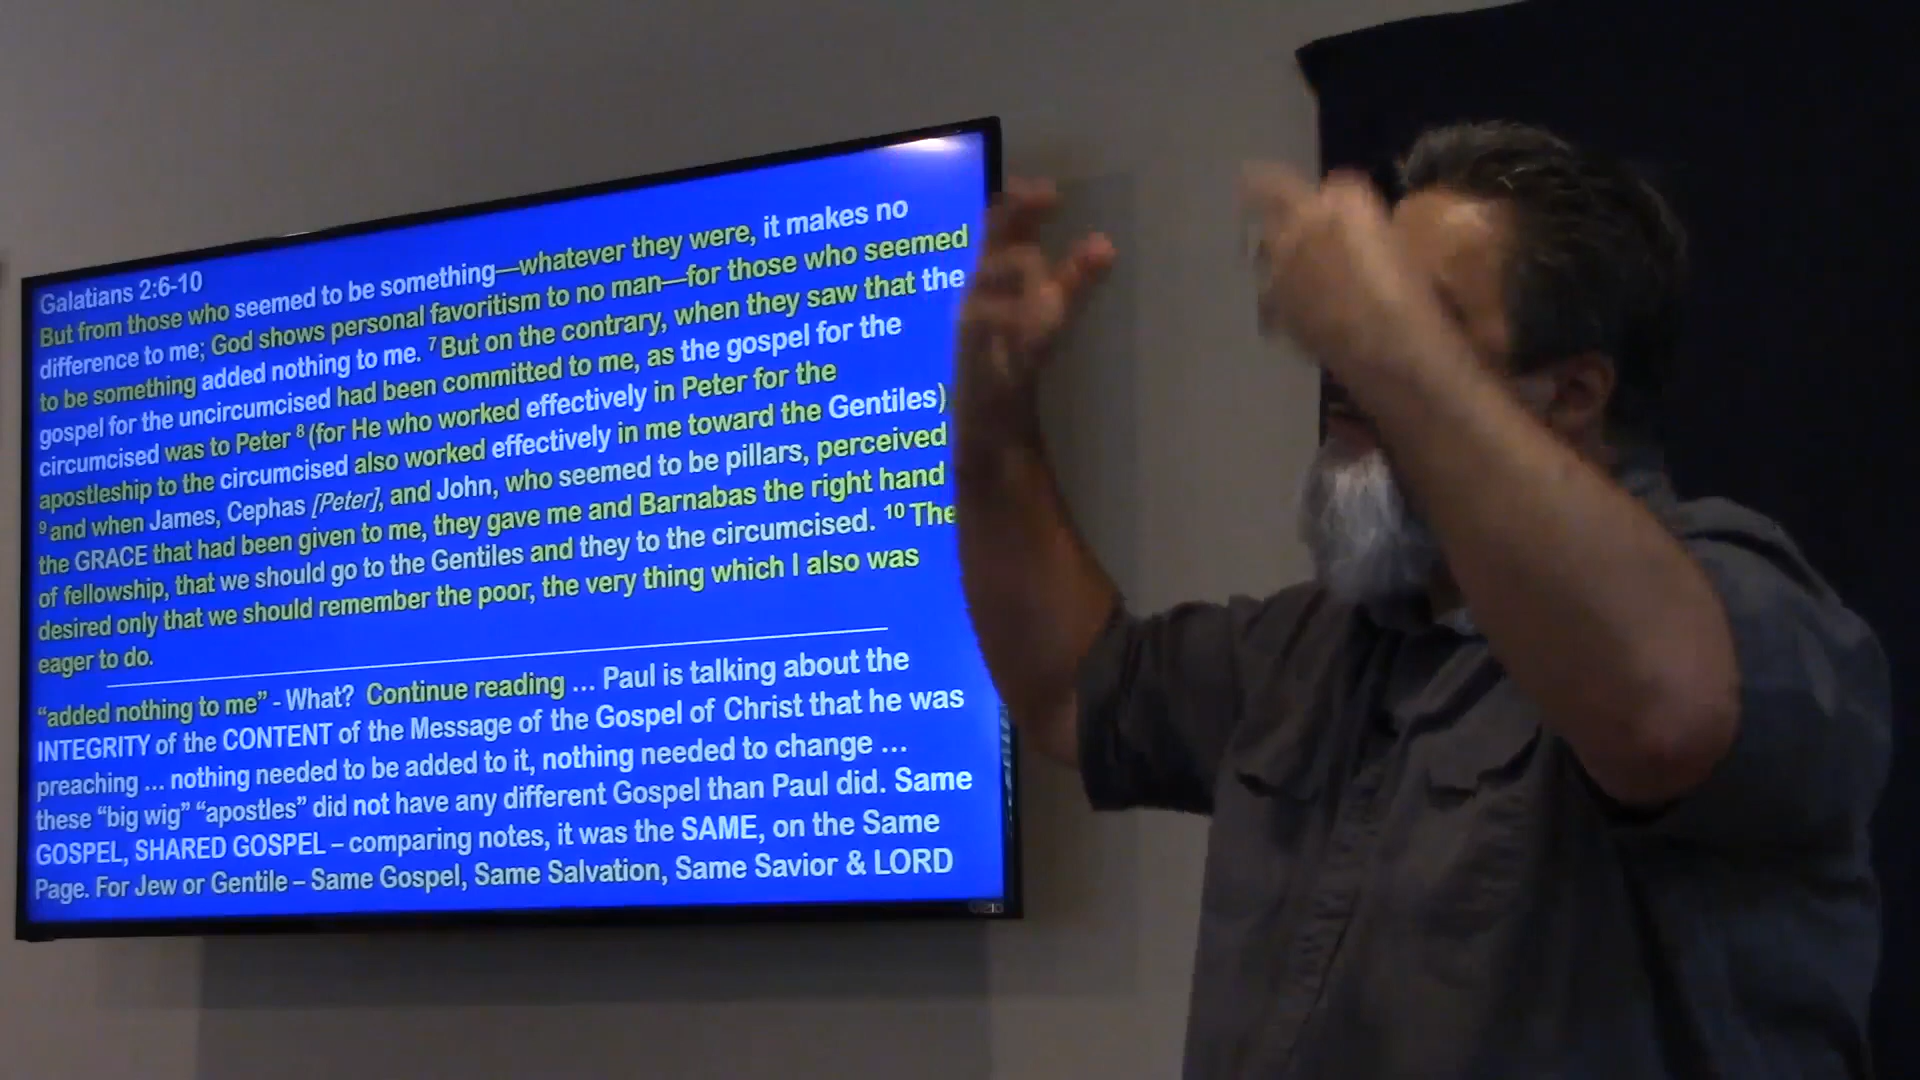 Galatians 2:6-10
But from those who seemed to be something—whatever they were, it makes no
difference to me; God shows personal favoritism to no man—for those who seemed
to be something added nothing to me. ⁷ But on the contrary, when they saw that the
gospel for the uncircumcised had been committed to me, as the gospel for the
circumcised was to Peter ⁸ (for He who worked effectively in Peter for the
apostleship to the circumcised also worked effectively in me toward the Gentiles)
⁹ and when James, Cephas [Peter], and John, who seemed to be pillars, perceived
the GRACE that had been given to me, they gave me and Barnabas the right hand
of fellowship, that we should go to the Gentiles and they to the circumcised. ¹⁰ The
desired only that we should remember the poor, the very thing which I also was
eager to do.
“added nothing to me” - What? Continue reading ... Paul is talking about the
INTEGRITY of the CONTENT of the Message of the Gospel of Christ that he was
preaching ... nothing needed to be added to it, nothing needed to change ...
these “big wig” “apostles” did not have any different Gospel than Paul did. Same
GOSPEL, SHARED GOSPEL – comparing notes, it was the SAME, on the Same
Page. For Jew or Gentile – Same Gospel, Same Salvation, Same Savior & LORD
VIZIO